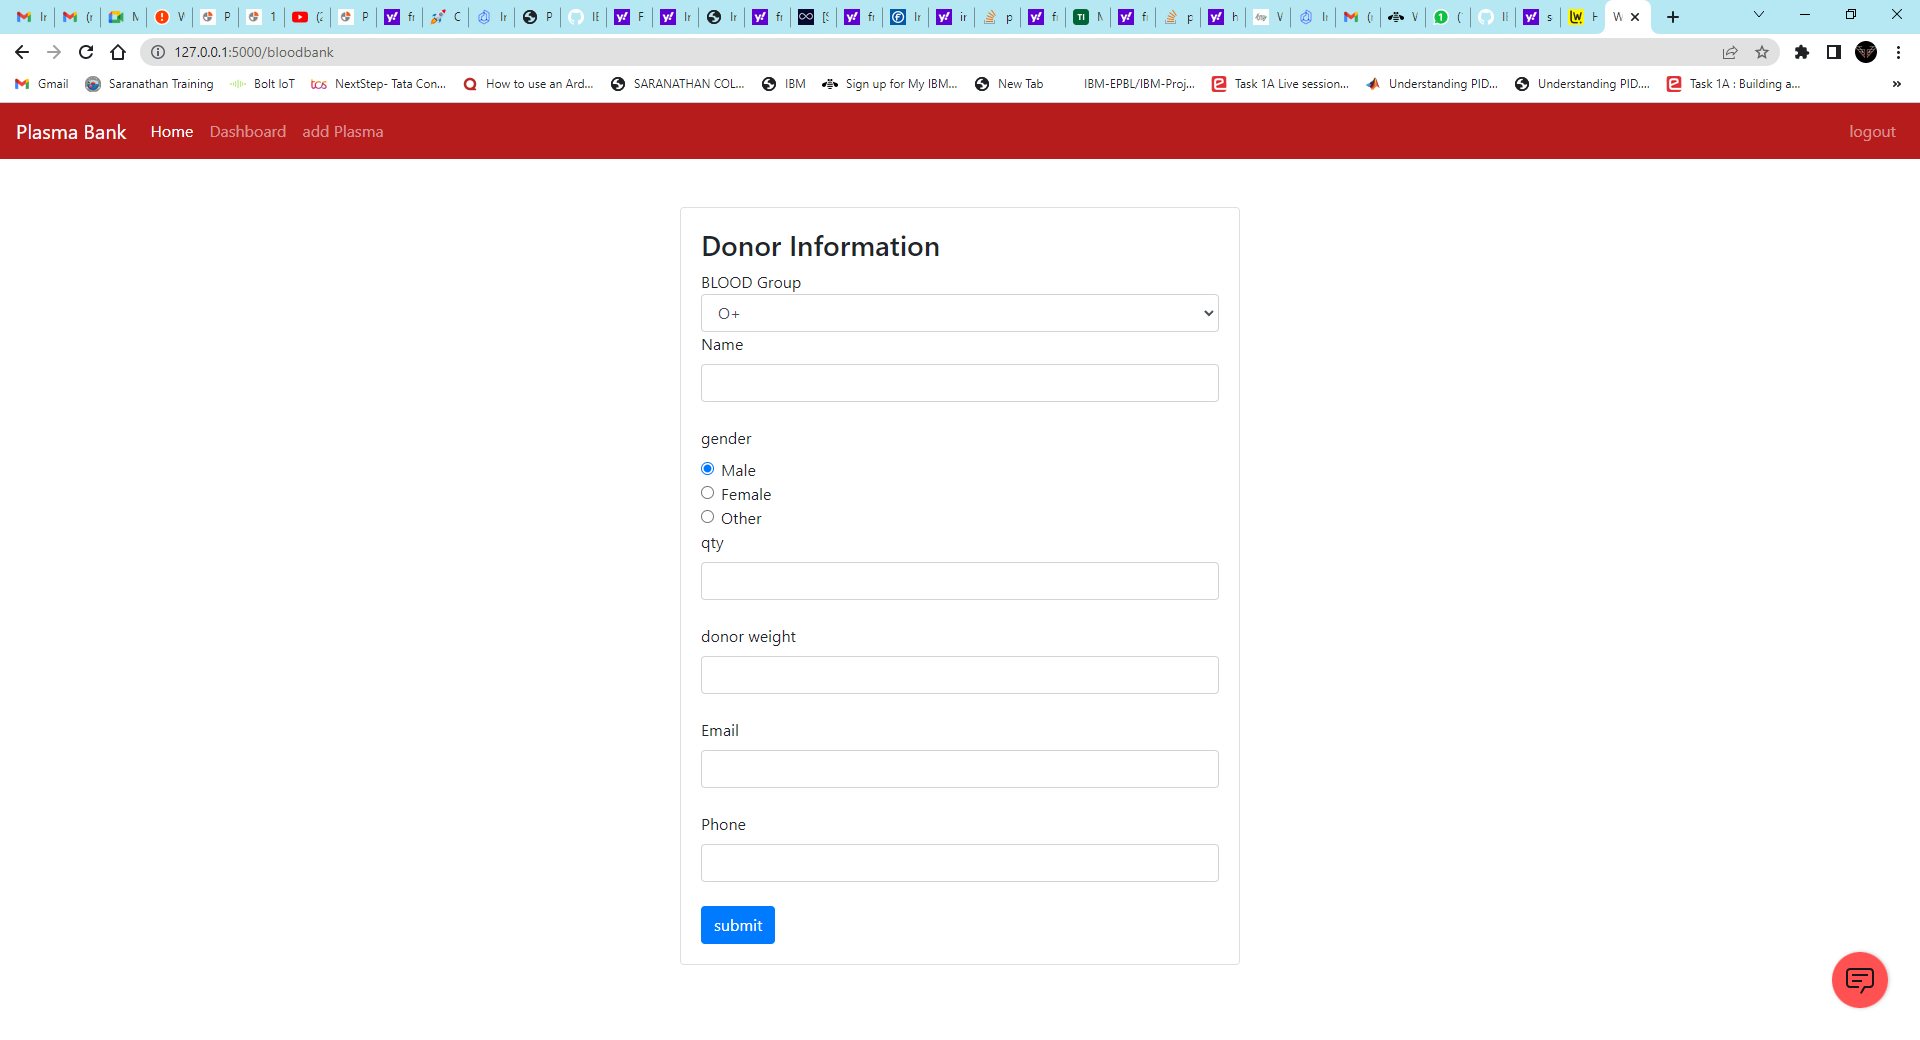 127.0.0.1:5000/bloodbank
Gmail Saranathan Training Bolt IoT NextStep- Tata Con... How to use an Ard... SARANATHAN COL... IBM Sign up for My IBM... New Tab IBM-EPBL/IBM-Proj... Task 1A Live session... Understanding PID... Understanding PID.... Task 1A : Building a... »
Plasma Bank Home Dashboard add Plasma logout
Donor Information
BLOOD Group
O+
Name
gender
Male
Female
Other
qty
donor weight
Email
Phone
submit